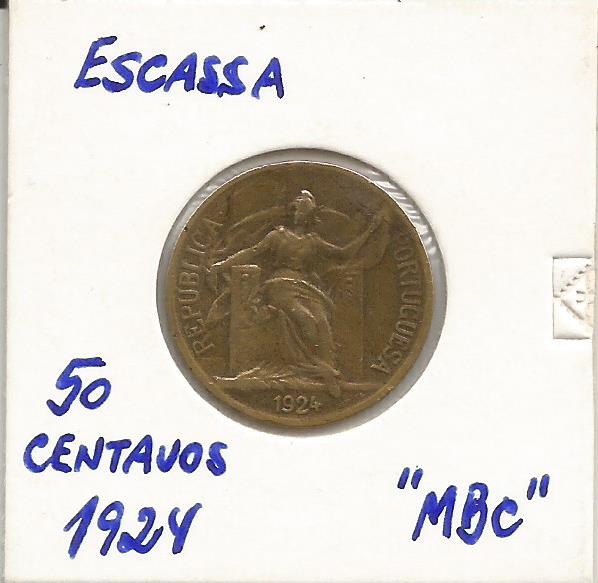 ESCASSA
REPUBLICA
PORTUGUESA
1924
50
CENTAVOS
1924
"MBC"